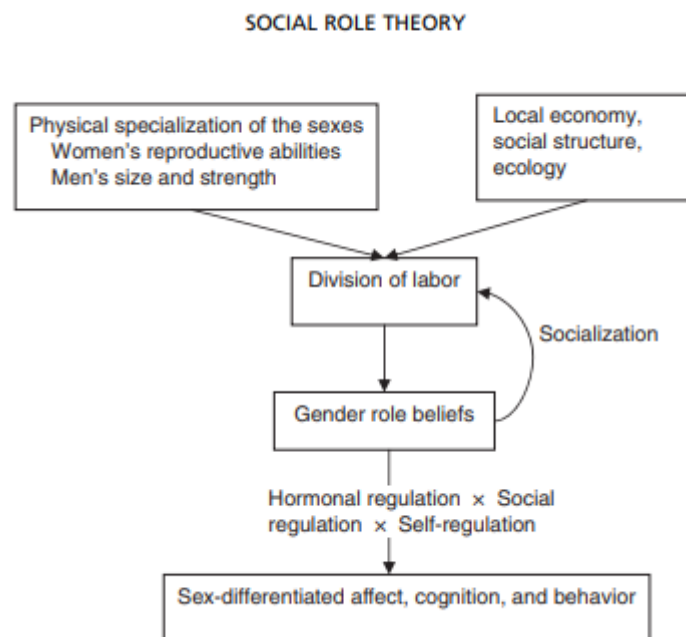 SOCIAL ROLE THEORY
Physical specialization of the sexes
Women's reproductive abilities
Men's size and strength
Local economy,
social structure,
ecology
Division of labor
Socialization
Gender role beliefs
Hormonal regulation × Social
regulation × Self-regulation
Sex-differentiated affect, cognition, and behavior